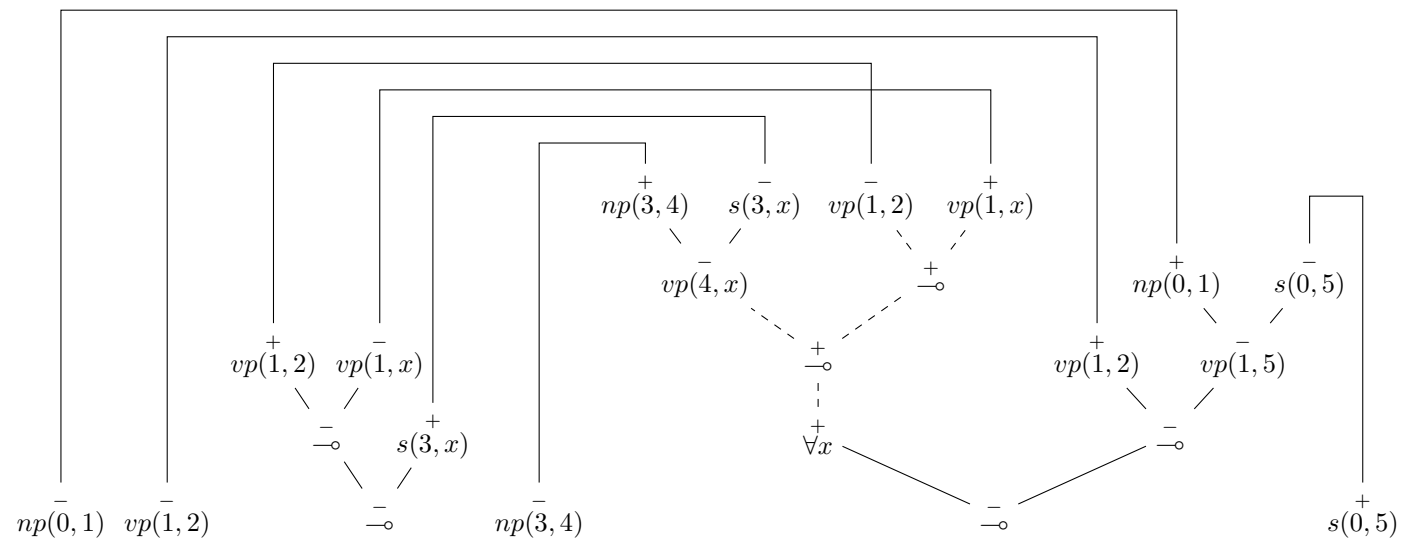 + − − +
np(3, 4) s(3, x) vp(1, 2) vp(1, x)
− + + −
vp(4, x) ⊸ np(0, 1) s(0, 5)
+ − + + −
vp(1, 2) vp(1, x) ⊸ vp(1, 2) vp(1, 5)
− + + −
⊸ s(3, x) ∀x ⊸
− − − − − +
np(0, 1) vp(1, 2) ⊸ np(3, 4) ⊸ s(0, 5)